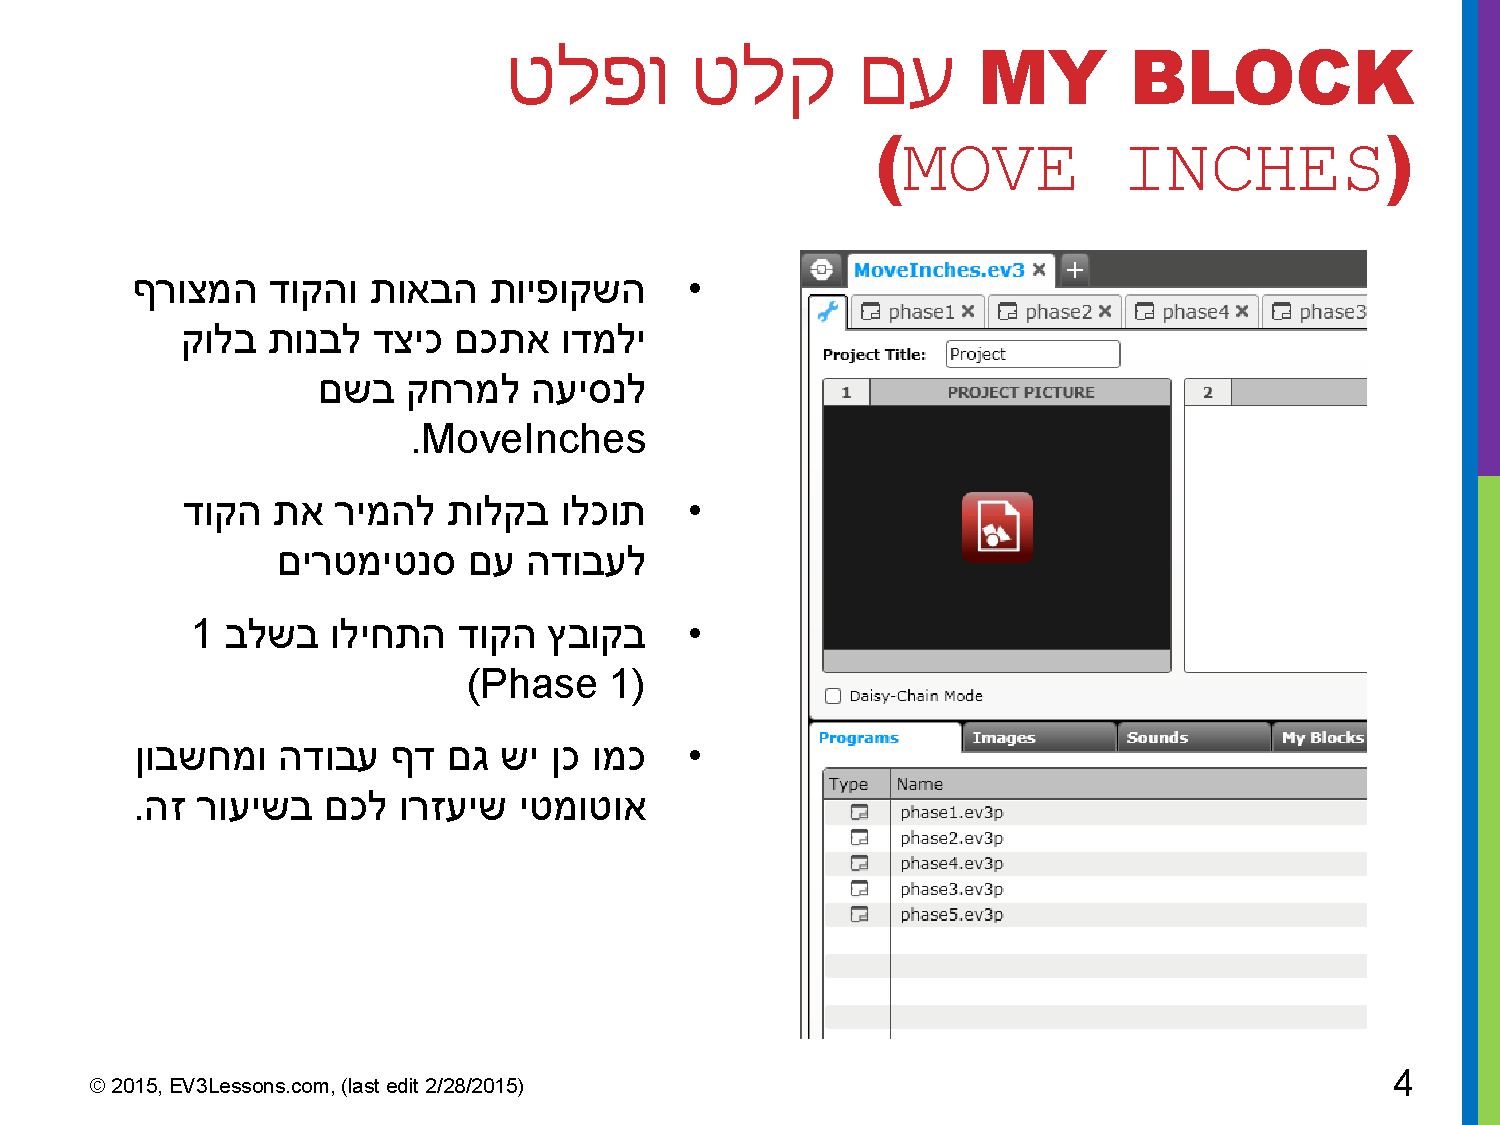 MY BLOCK עם קלט ופלט
(MOVE INCHES)
• השקופיות הבאות והקוד המצורף
ילמדו אתכם כיצד לבנות בלוק
לנסיעה למרחק בשם
MoveInches.
• תוכלו בקלות להמיר את הקוד
לעבודה עם סנטימטרים
• בקובץ הקוד התחילו בשלב 1
(Phase 1)
• כמו כן יש גם דף עבודה ומחשבון
אוטומטי שיעזרו לכם בשיעור זה.
MoveInches.ev3
phase1 phase2 phase4 phase3
Project Title: Project
1 PROJECT PICTURE 2
Daisy-Chain Mode
Programs Images Sounds My Blocks
Type Name
phase1.ev3p
phase2.ev3p
phase4.ev3p
phase3.ev3p
phase5.ev3p
© 2015, EV3Lessons.com, (last edit 2/28/2015)
4